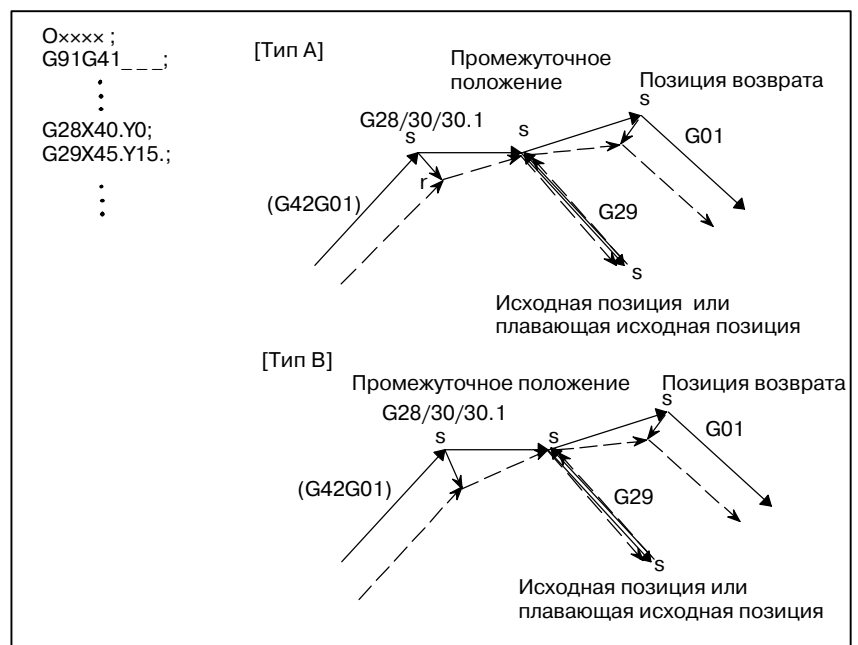 O×××× ;
G91G41_ _ _;
G28X40.Y0;
G29X45.Y15.;
[Тип A]
Промежуточное
положение
Позиция возврата
s
G28/30/30.1
s
s
G01
r
(G42G01)
G29
s
Исходная позиция или
плавающая исходная позиция
[Тип B]
Промежуточное положение
Позиция возврата
s
G28/30/30.1
s
s
G01
(G42G01)
G29
s
Исходная позиция или
плавающая исходная позиция